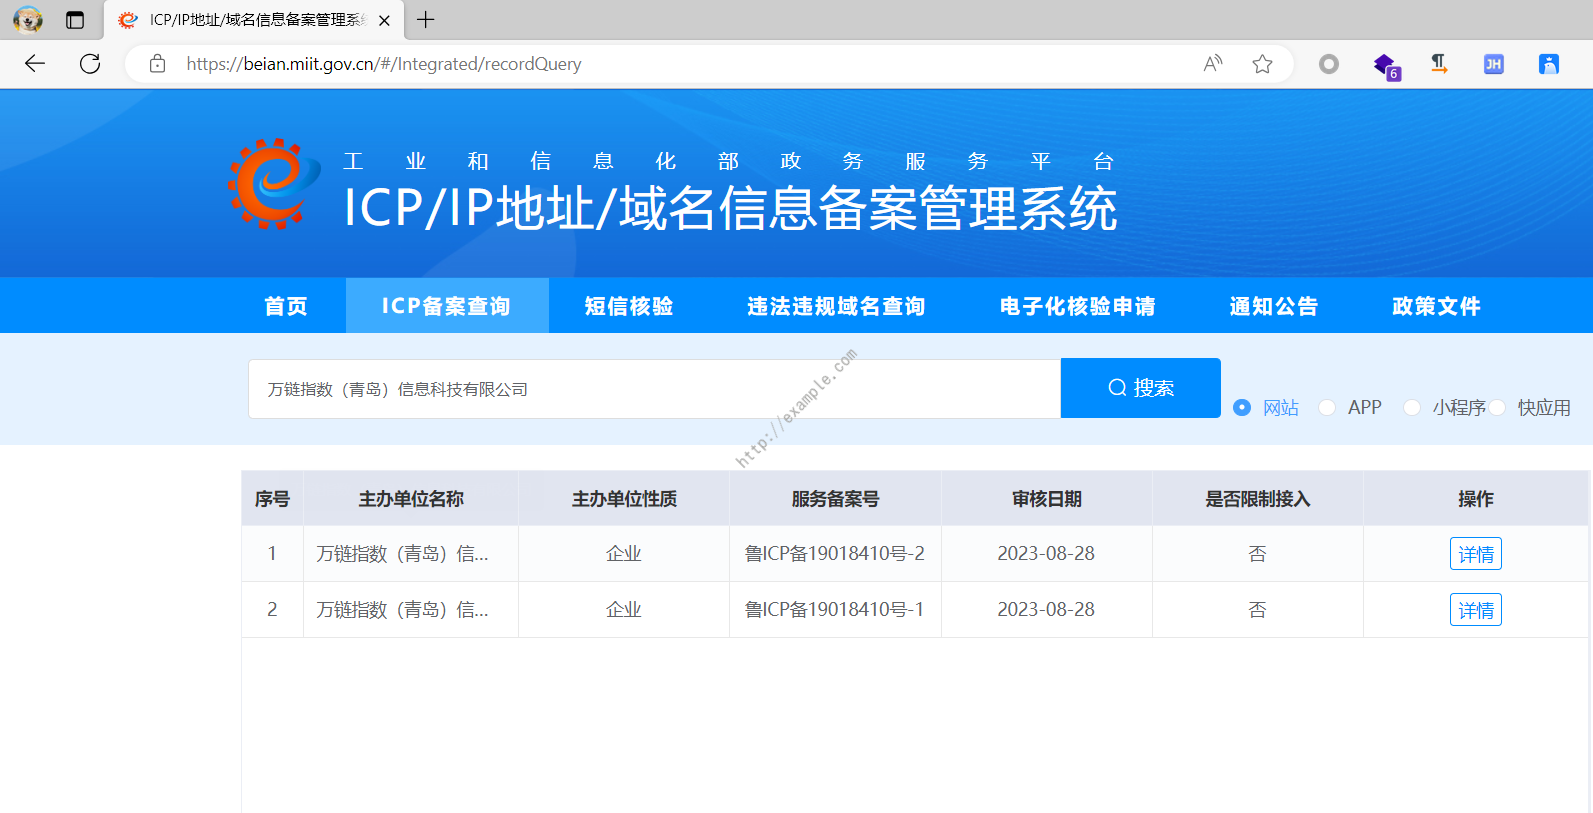 ICP/IP地址/域名信息备案管理系统
https://beian.miit.gov.cn/#/Integrated/recordQuery
6
JH
工业和信息化部政务服务平台
ICP/IP地址/域名信息备案管理系统
首页 ICP备案查询 短信核验 违法违规域名查询 电子化核验申请 通知公告 政策文件
万链指数（青岛）信息科技有限公司 搜索 网站 APP 小程序 快应用
http://example.com
序号 主办单位名称 主办单位性质 服务备案号 审核日期 是否限制接入 操作
1 万链指数（青岛）信... 企业 鲁ICP备19018410号-2 2023-08-28 否 详情
2 万链指数（青岛）信... 企业 鲁ICP备19018410号-1 2023-08-28 否 详情